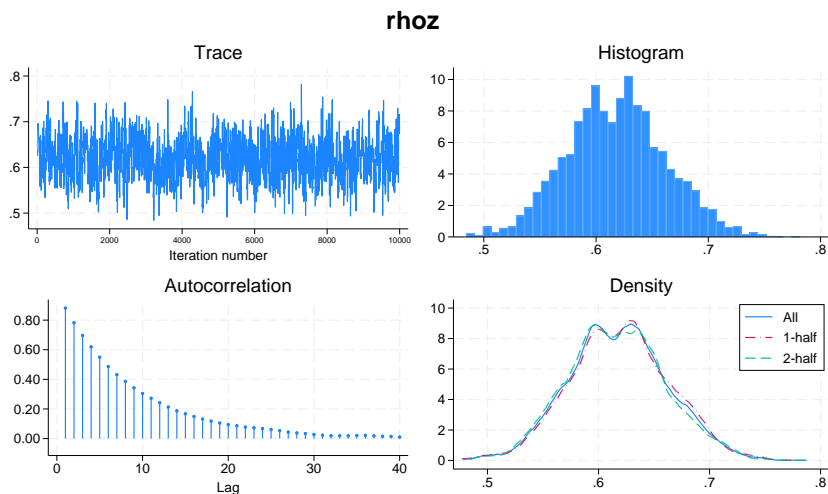 rhoz
Trace
.8
.7
.6
.5
0 2000 4000 6000 8000 10000
Iteration number
Histogram
10
8
6
4
2
0
.5 .6 .7 .8
Autocorrelation
0.80
0.60
0.40
0.20
0.00
0 10 20 30 40
Lag
Density
10
8
6
4
2
0
.5 .6 .7 .8
All
1-half
2-half